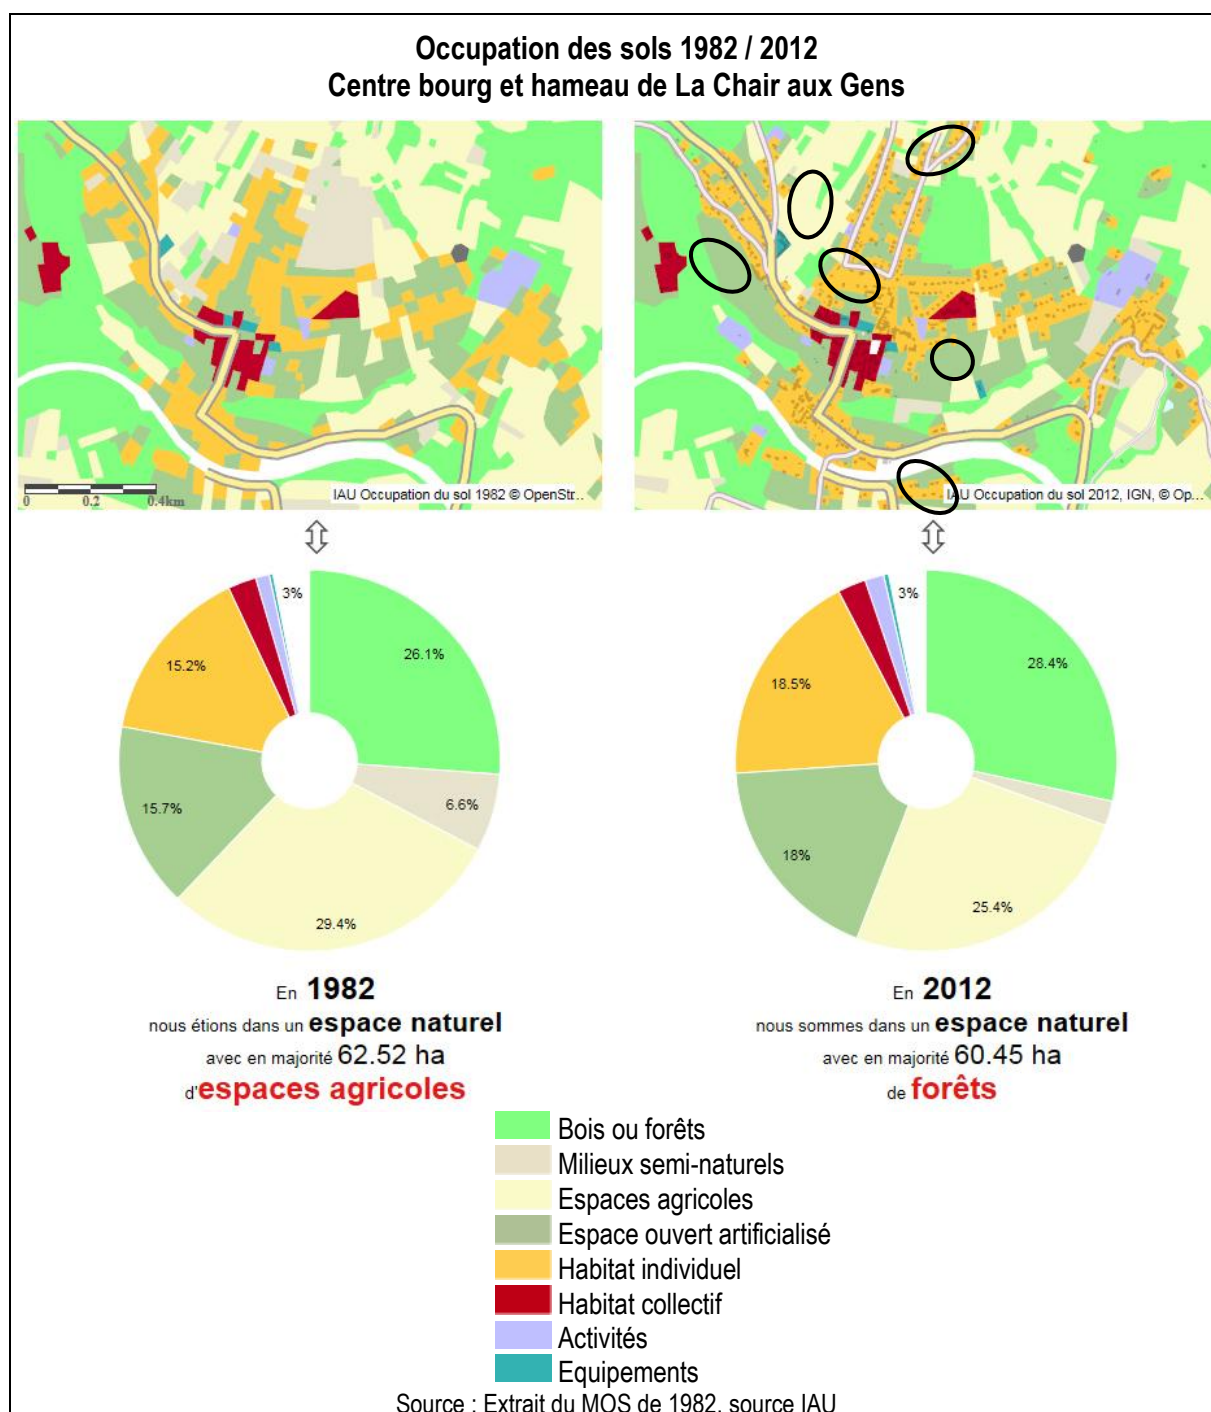 Occupation des sols 1982 / 2012
Centre bourg et hameau de La Chair aux Gens
0 0.2 0.4km
IAU Occupation du sol 1982 © OpenStr...
IAU Occupation du sol 2012, IGN, © Op...
3%
26.1%
15.2%
6.6%
15.7%
29.4%
3%
28.4%
18.5%
18%
25.4%
En 1982
nous étions dans un espace naturel
avec en majorité 62.52 ha
d'espaces agricoles
En 2012
nous sommes dans un espace naturel
avec en majorité 60.45 ha
de forêts
Bois ou forêts
Milieux semi-naturels
Espaces agricoles
Espace ouvert artificialisé
Habitat individuel
Habitat collectif
Activités
Equipements
Source : Extrait du MOS de 1982, source IAU